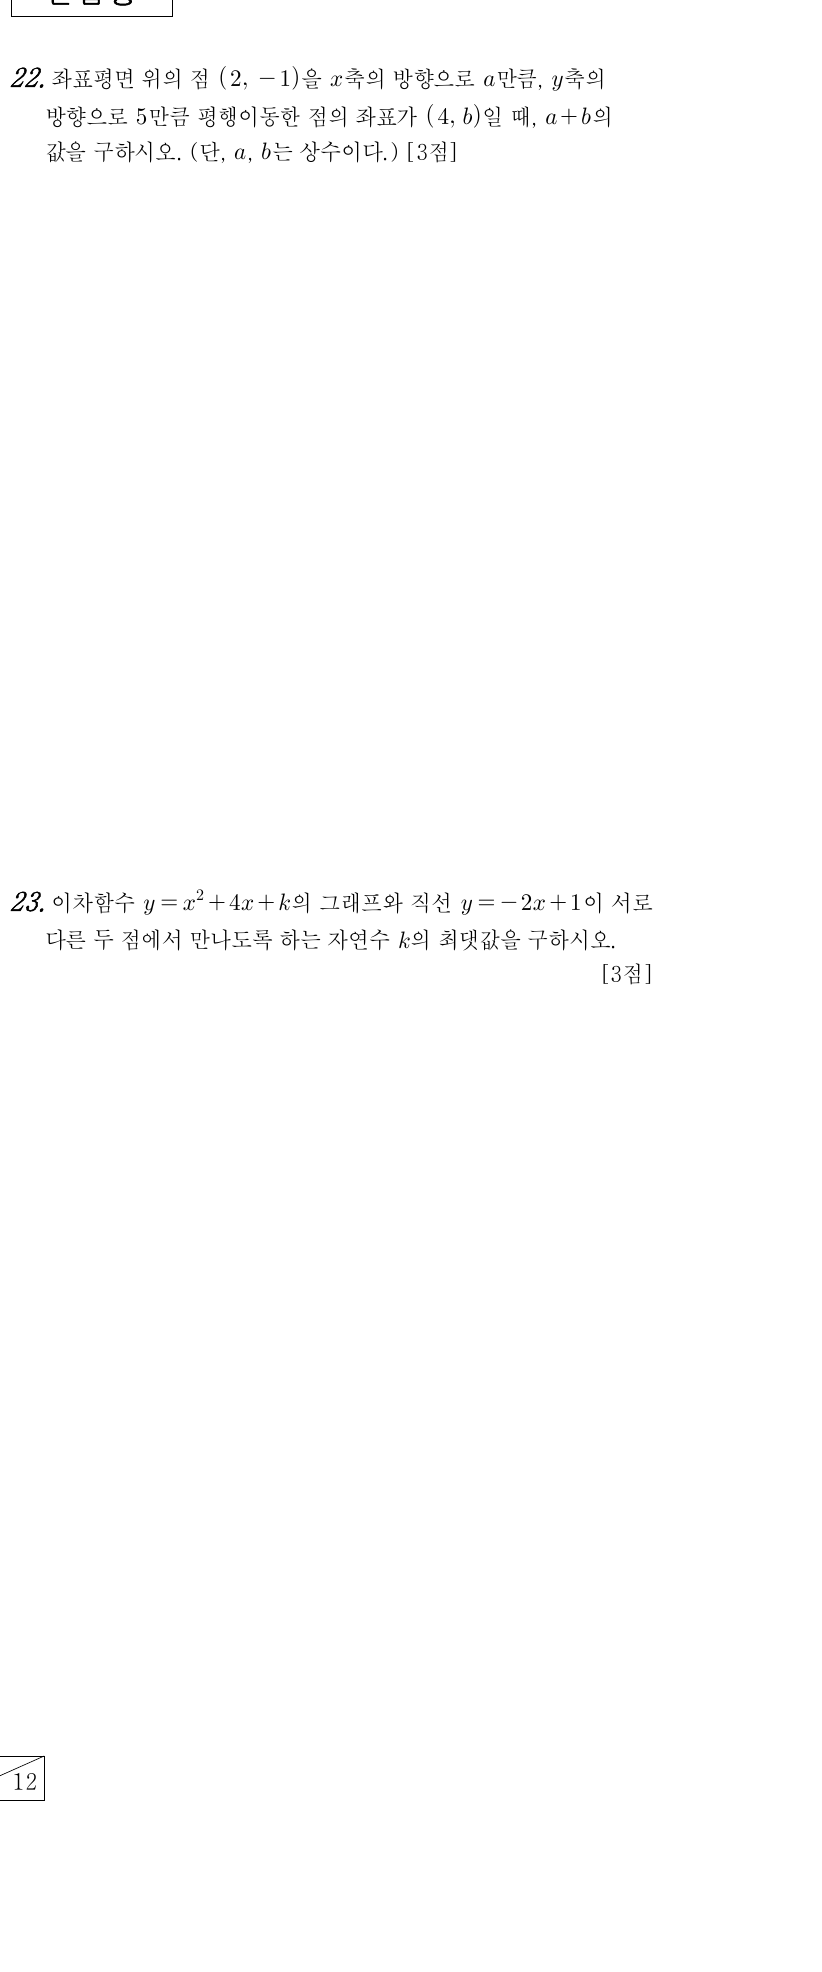 22. 좌표평면 위의 점 (2, −1)을 x축의 방향으로 a만큼, y축의
방향으로 5만큼 평행이동한 점의 좌표가 (4, b)일 때, a+b의
값을 구하시오. (단, a, b는 상수이다.) [3점]
23. 이차함수 y=x²+4x+k의 그래프와 직선 y=−2x+1이 서로
다른 두 점에서 만나도록 하는 자연수 k의 최댓값을 구하시오.
[3점]
12